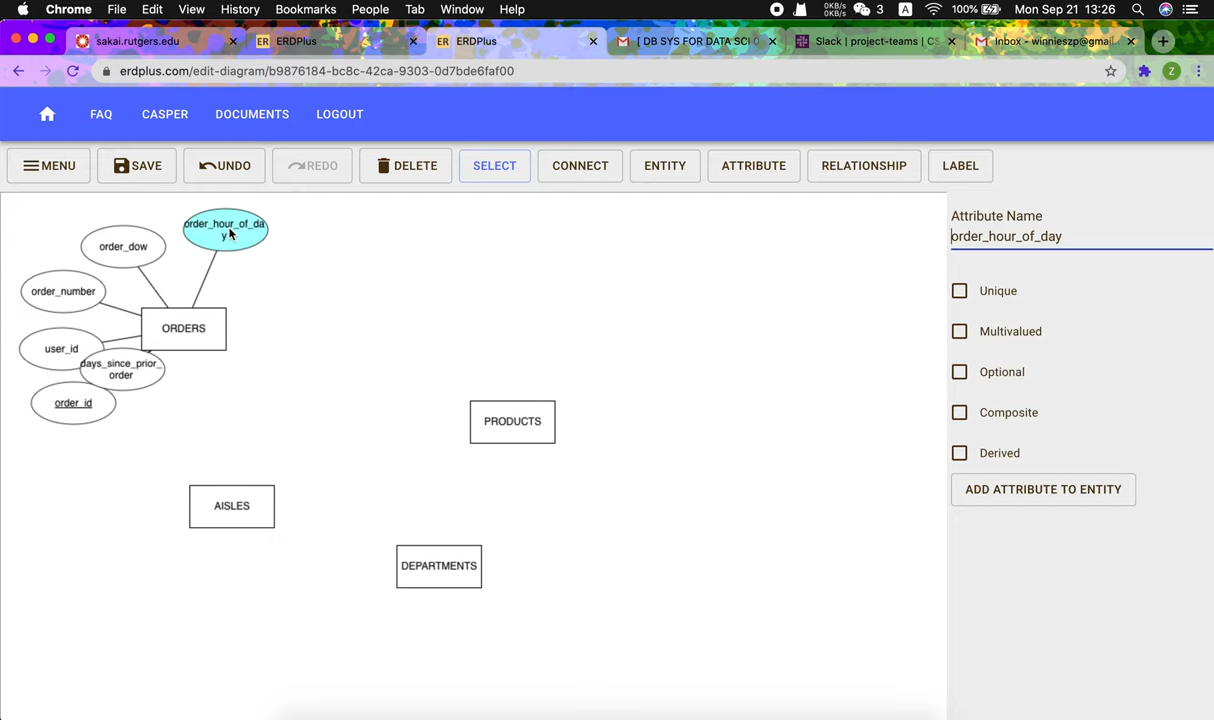 Chrome File Edit View History Bookmarks People Tab Window Help 0KB/s 0KB/s 3 A 100% Mon Sep 21 13:26
sakai.rutgers.edu ERDPlus ERDPlus [ DB SYS FOR DATA SCI 0 Slack | project-teams | CS Inbox - winnieszp@gmail
erdplus.com/edit-diagram/b9876184-bc8c-42ca-9303-0d7bde6faf00 Z
FAQ CASPER DOCUMENTS LOGOUT
MENU SAVE UNDO REDO DELETE SELECT CONNECT ENTITY ATTRIBUTE RELATIONSHIP LABEL
order_hour_of_da
y
order_dow
order_number
ORDERS
user_id
days_since_prior_
order
order_id
PRODUCTS
AISLES
DEPARTMENTS
Attribute Name
order_hour_of_day
Unique
Multivalued
Optional
Composite
Derived
ADD ATTRIBUTE TO ENTITY